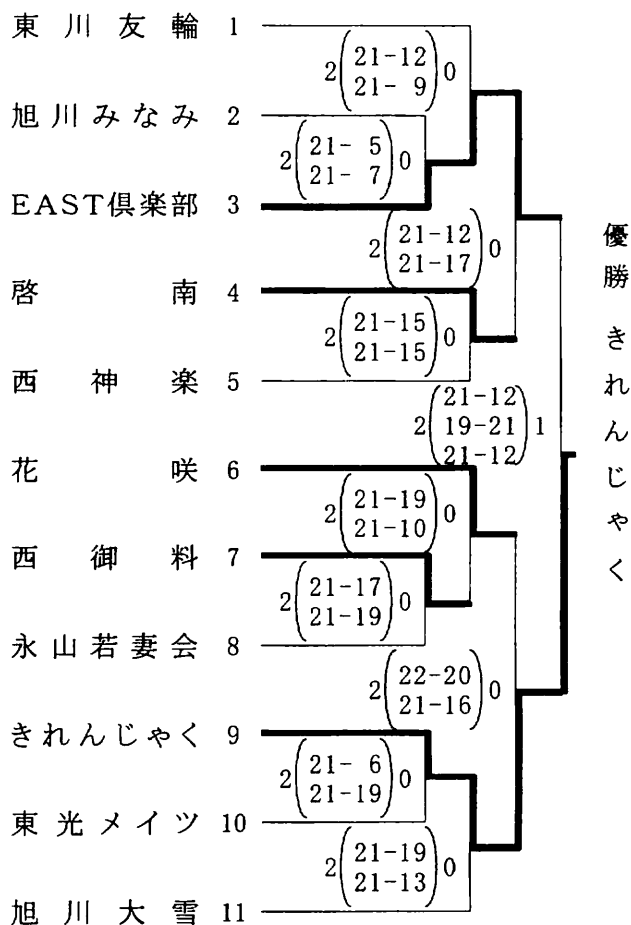 東川友輪 1
2(21-12 21- 9)0
旭川みなみ 2
2(21- 5 21- 7)0
EAST倶楽部 3
2(21-12 21-17)0
啓南 4
2(21-15 21-15)0
西神楽 5
2(21-12 19-21 21-12)1
花咲 6
2(21-19 21-10)0
西御料 7
2(21-17 21-19)0
永山若妻会 8
2(22-20 21-16)0
きれんじゃく 9
2(21- 6 21-19)0
東光メイツ 10
2(21-19 21-13)0
旭川大雪 11
優勝 きれんじゃく